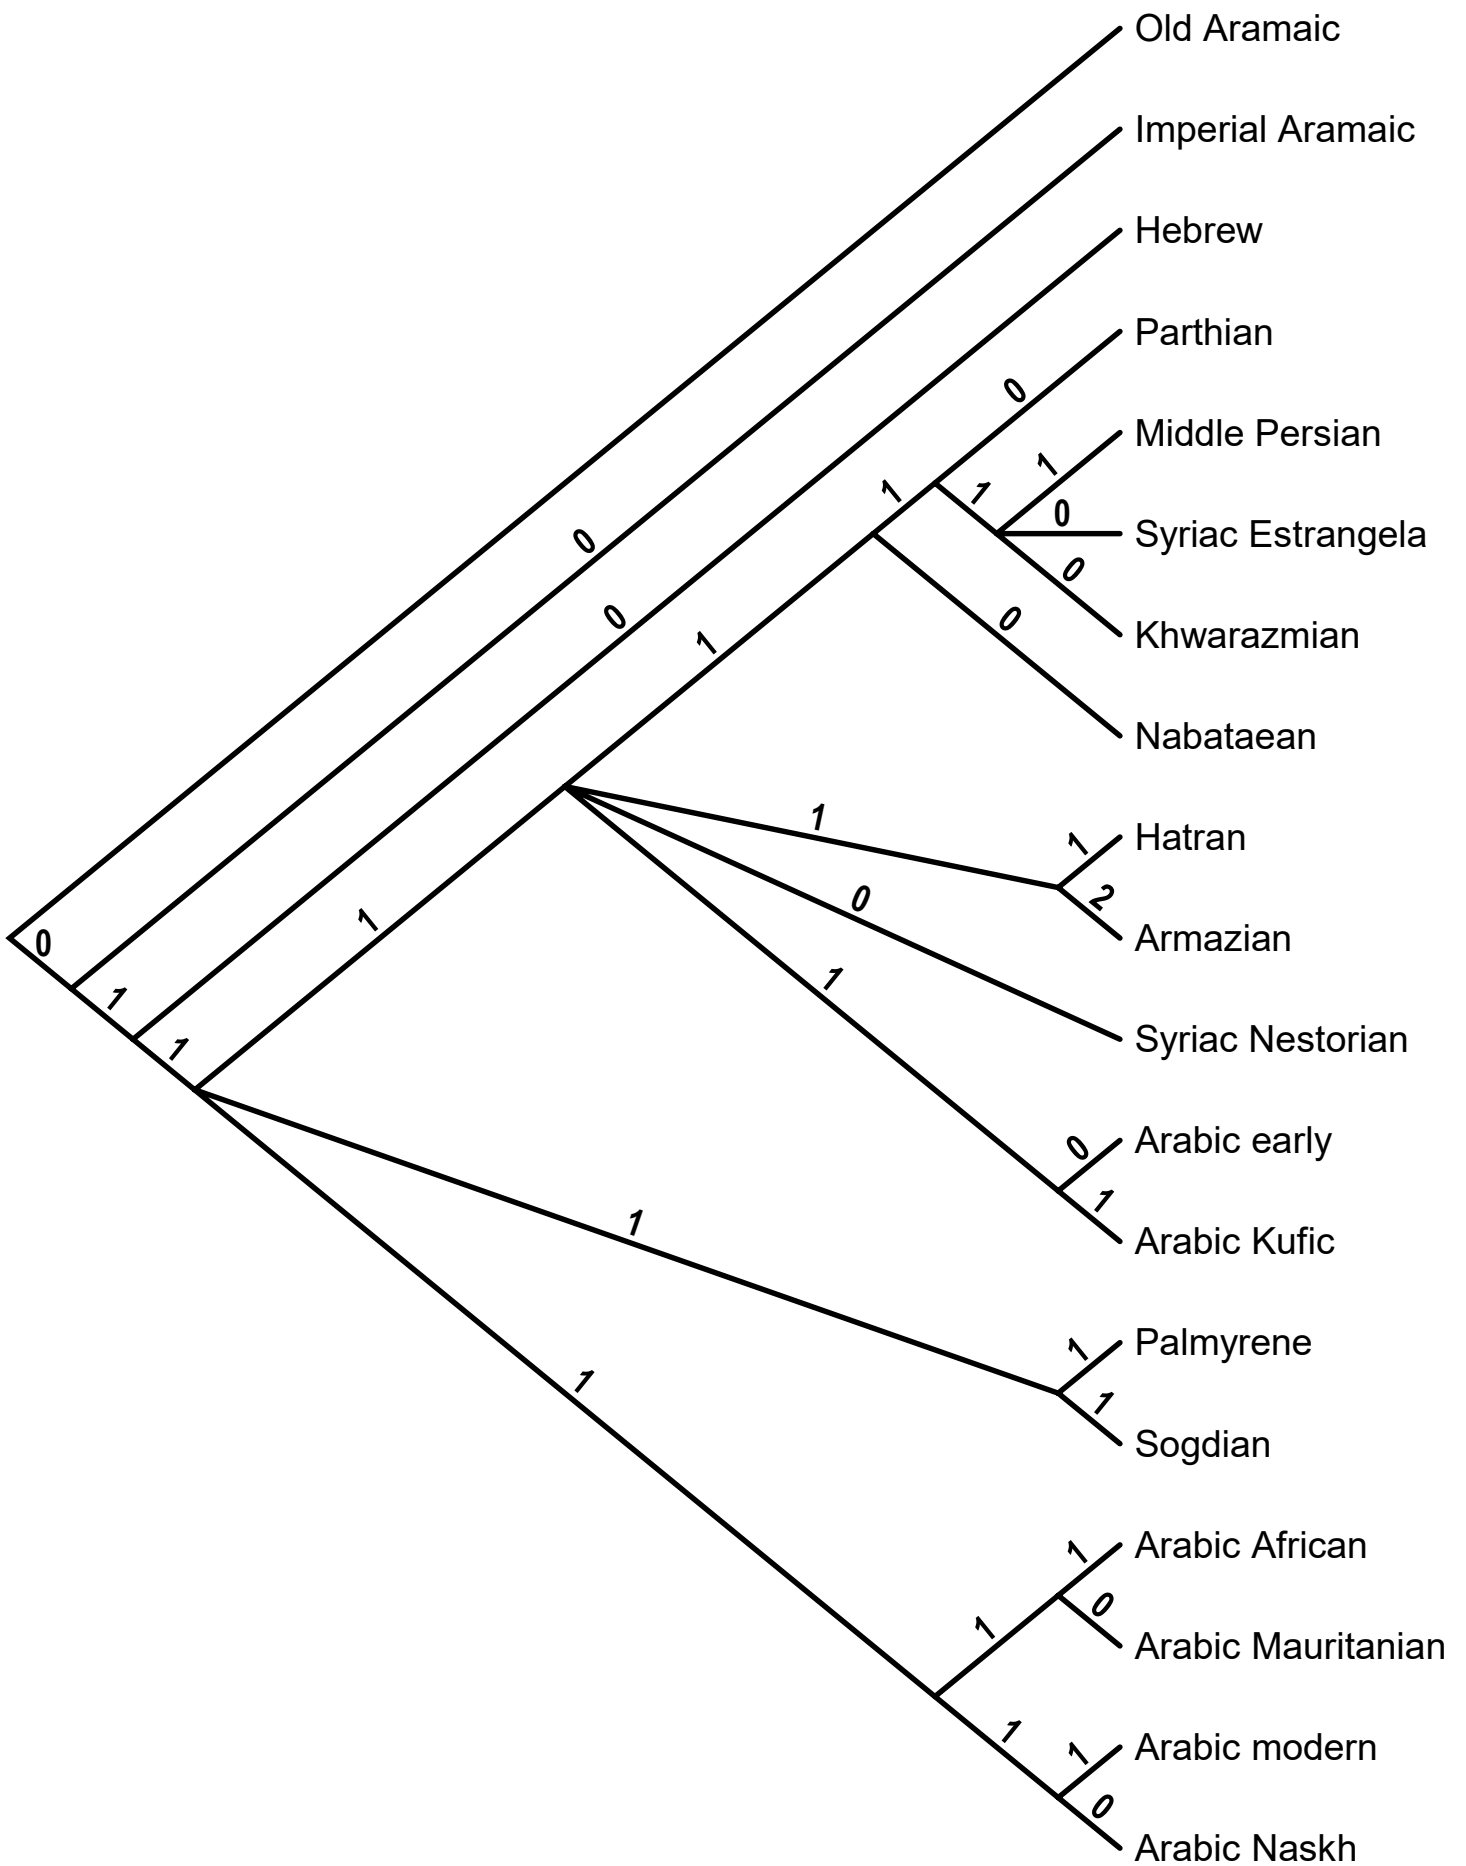 Old Aramaic
Imperial Aramaic
Hebrew
Parthian
0
Middle Persian
1
1
1
0
Syriac Estrangela
0
0
Khwarazmian
0
0
1
Nabataean
1
Hatran
1
2
Armazian
0
1
0
1
Syriac Nestorian
1
1
Arabic early
0
1
Arabic Kufic
1
Palmyrene
1
1
1
Sogdian
Arabic African
1
0
1
Arabic Mauritanian
1
Arabic modern
1
0
Arabic Naskh